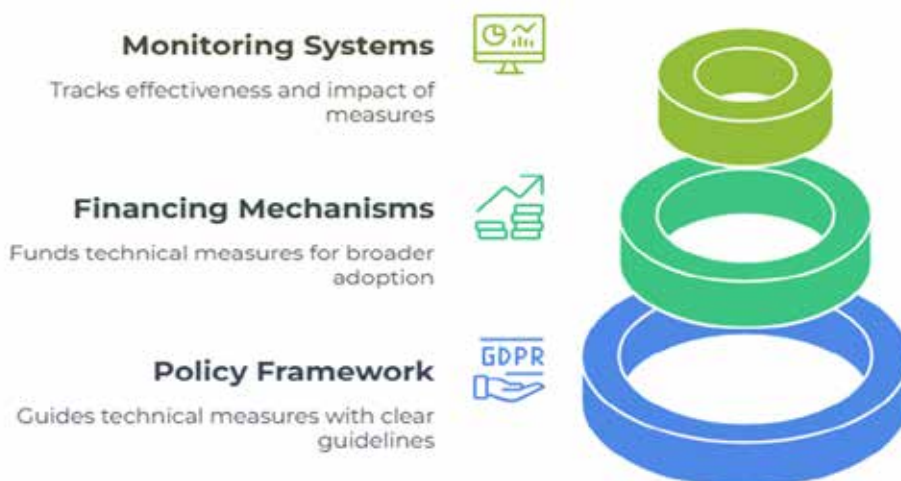 Monitoring Systems
Tracks effectiveness and impact of
measures
Financing Mechanisms
Funds technical measures for broader
adoption
GDPR
Policy Framework
Guides technical measures with clear
guidelines